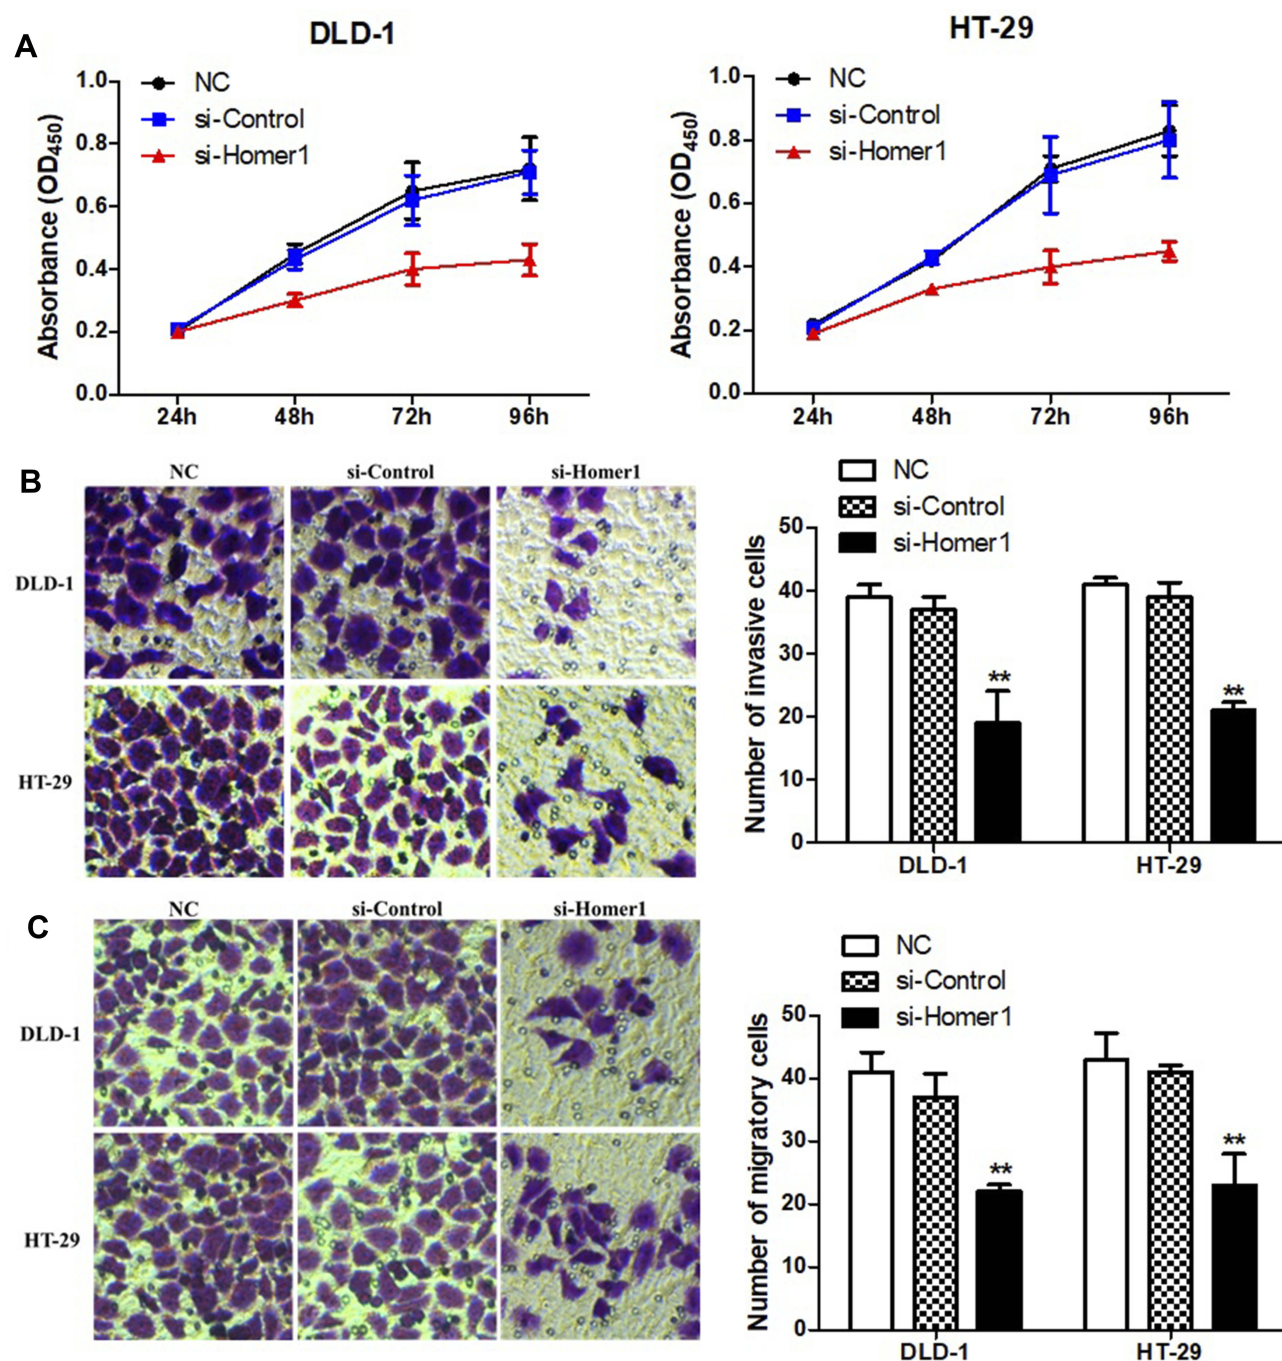 A
DLD-1
HT-29
NC
si-Control
si-Homer1
Absorbance (OD450)
1.0
0.8
0.6
0.4
0.2
0.0
24h 48h 72h 96h
NC
si-Control
si-Homer1
Absorbance (OD450)
1.0
0.8
0.6
0.4
0.2
0.0
24h 48h 72h 96h
B
NC si-Control si-Homer1
DLD-1
HT-29
NC
si-Control
si-Homer1
Number of invasive cells
50
40
30
20
10
0
**
**
DLD-1 HT-29
C
NC si-Control si-Homer1
DLD-1
HT-29
NC
si-Control
si-Homer1
Number of migratory cells
50
40
30
20
10
0
**
**
DLD-1 HT-29